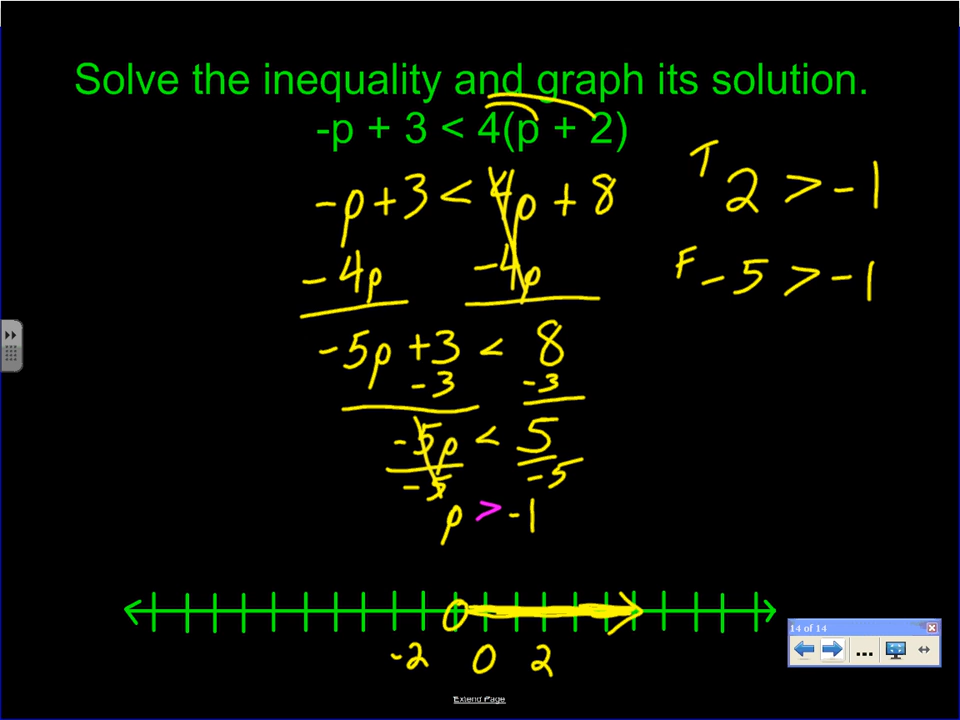 Solve the inequality and graph its solution.
-p + 3 < 4(p + 2)
-p + 3 < 4p + 8
-4p -4p
-5p + 3 < 8
-3 -3
-5p < 5
-5 -5
p > -1
T 2 > -1
F -5 > -1
-2 0 2
14 of 14
...
Extend Page